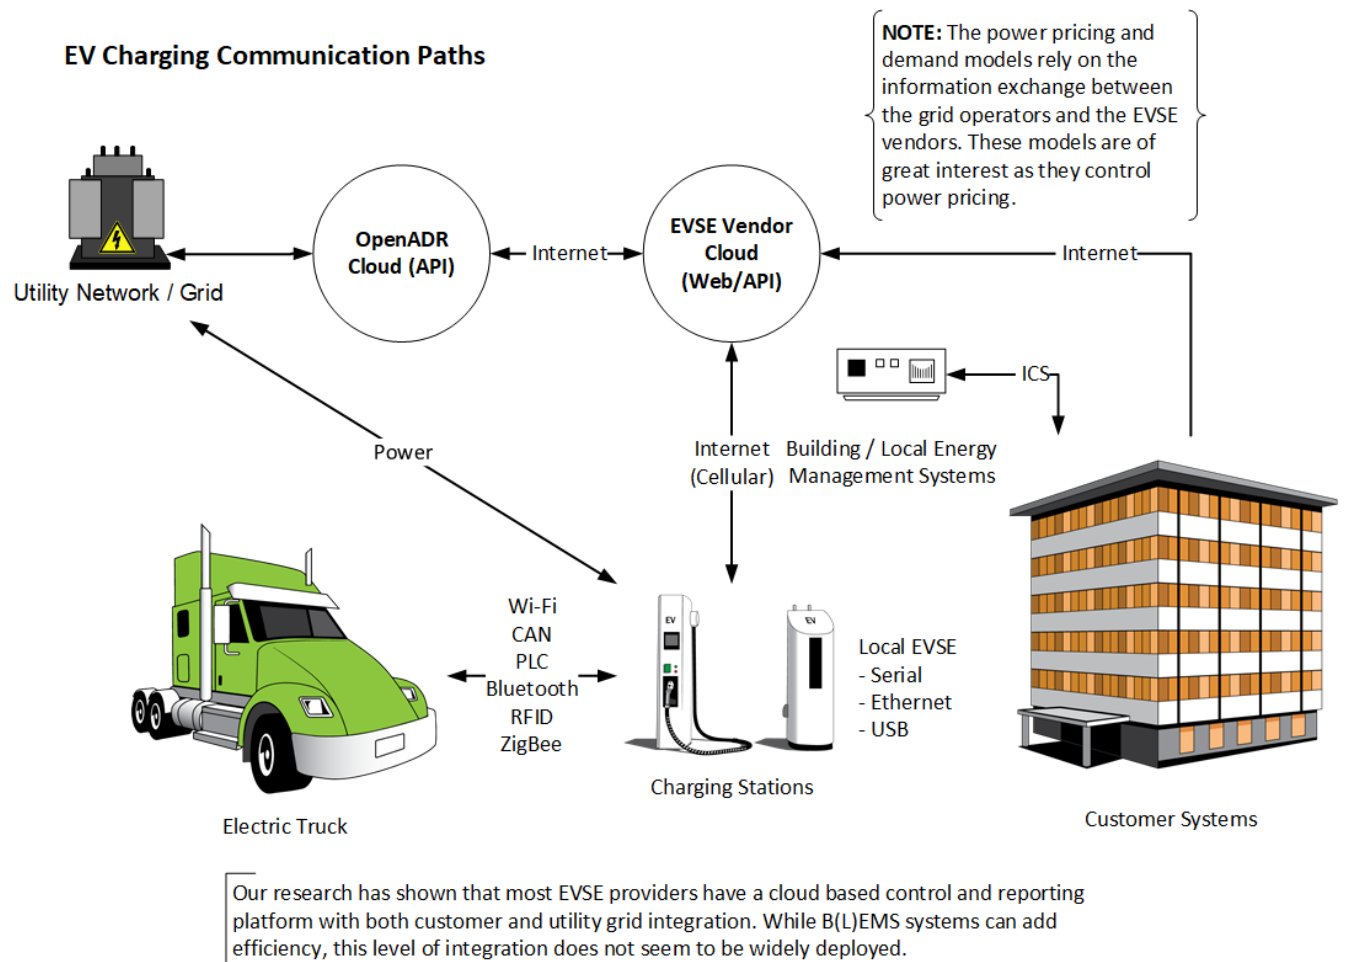 EV Charging Communication Paths
NOTE: The power pricing and
demand models rely on the
information exchange between
the grid operators and the EVSE
vendors. These models are of
great interest as they control
power pricing.
OpenADR
Cloud (API)
Internet
EVSE Vendor
Cloud
(Web/API)
Internet
Utility Network / Grid
ICS
Power
Internet
(Cellular)
Building / Local Energy
Management Systems
Wi-Fi
CAN
PLC
Bluetooth
RFID
ZigBee
EV
EV
Local EVSE
- Serial
- Ethernet
- USB
Charging Stations
Electric Truck
Customer Systems
Our research has shown that most EVSE providers have a cloud based control and reporting
platform with both customer and utility grid integration. While B(L)EMS systems can add
efficiency, this level of integration does not seem to be widely deployed.